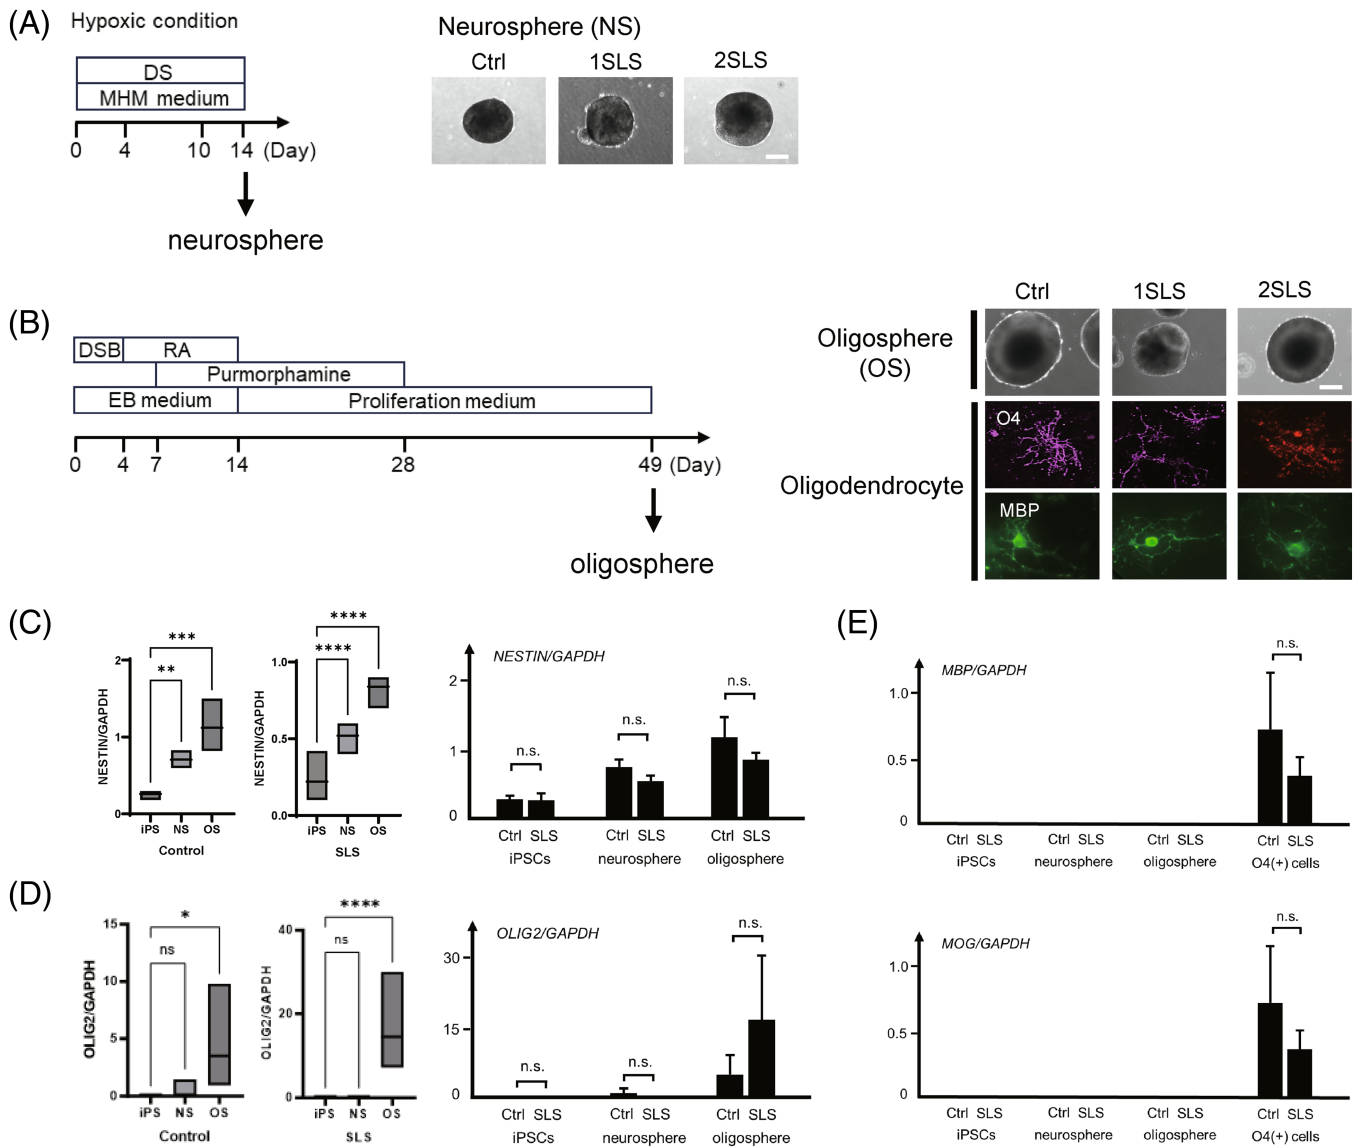 (A)
Hypoxic condition
DS
MHM medium
0 4 10 14 (Day)
neurosphere
Neurosphere (NS)
Ctrl 1SLS 2SLS
(B)
DSB RA
Purmorphamine
EB medium Proliferation medium
0 4 7 14 28 49 (Day)
oligosphere
Ctrl 1SLS 2SLS
Oligosphere
(OS)
O4
Oligodendrocyte
MBP
(C)
NESTIN/GAPDH
2
1
0
**
***
iPS NS OS
Control
NESTIN/GAPDH
1.0
0.5
0.0
****
****
iPS NS OS
SLS
NESTIN/GAPDH
2
1
0
n.s.
n.s.
n.s.
Ctrl SLS Ctrl SLS Ctrl SLS
iPSCs neurosphere oligosphere
(D)
OLIG2/GAPDH
15
10
5
0
ns
*
iPS NS OS
Control
OLIG2/GAPDH
40
20
0
ns
****
iPS NS OS
SLS
OLIG2/GAPDH
30
15
0
n.s.
n.s.
n.s.
Ctrl SLS Ctrl SLS Ctrl SLS
iPSCs neurosphere oligosphere
(E)
MBP/GAPDH
1.0
0.5
0
n.s.
Ctrl SLS Ctrl SLS Ctrl SLS Ctrl SLS
iPSCs neurosphere oligosphere O4(+) cells
MOG/GAPDH
1.0
0.5
0
n.s.
Ctrl SLS Ctrl SLS Ctrl SLS Ctrl SLS
iPSCs neurosphere oligosphere O4(+) cells